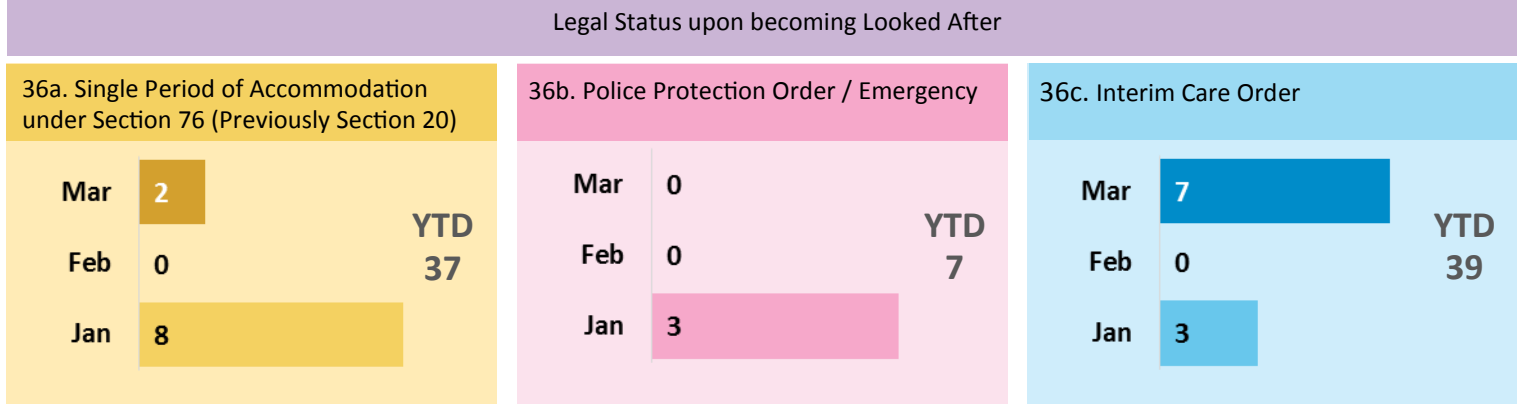 Legal Status upon becoming Looked After
36a. Single Period of Accommodation
under Section 76 (Previously Section 20)
Mar 2
Feb 0
Jan 8
YTD
37
36b. Police Protection Order / Emergency
Mar 0
Feb 0
Jan 3
YTD
7
36c. Interim Care Order
Mar 7
Feb 0
Jan 3
YTD
39